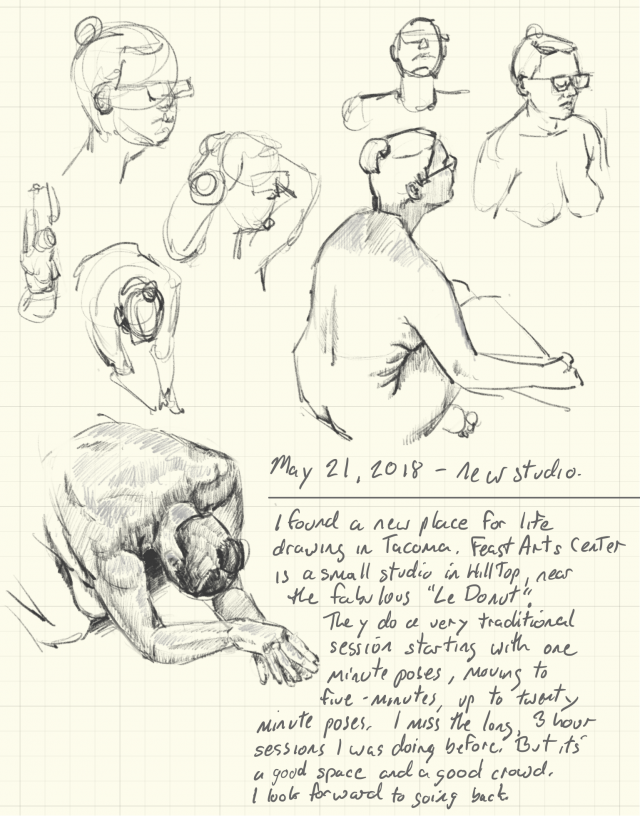 May 21, 2018 - new studio.
I found a new place for life
drawing in Tacoma. Feast Arts Center
is a small studio in HillTop, near
the fabulous "Le Donut".
They do a very traditional
session starting with one
minute poses, moving to
five-minutes, up to twenty
minute poses. I miss the long, 3 hour
sessions I was doing before. But it's
a good space and a good crowd.
I look forward to going back.